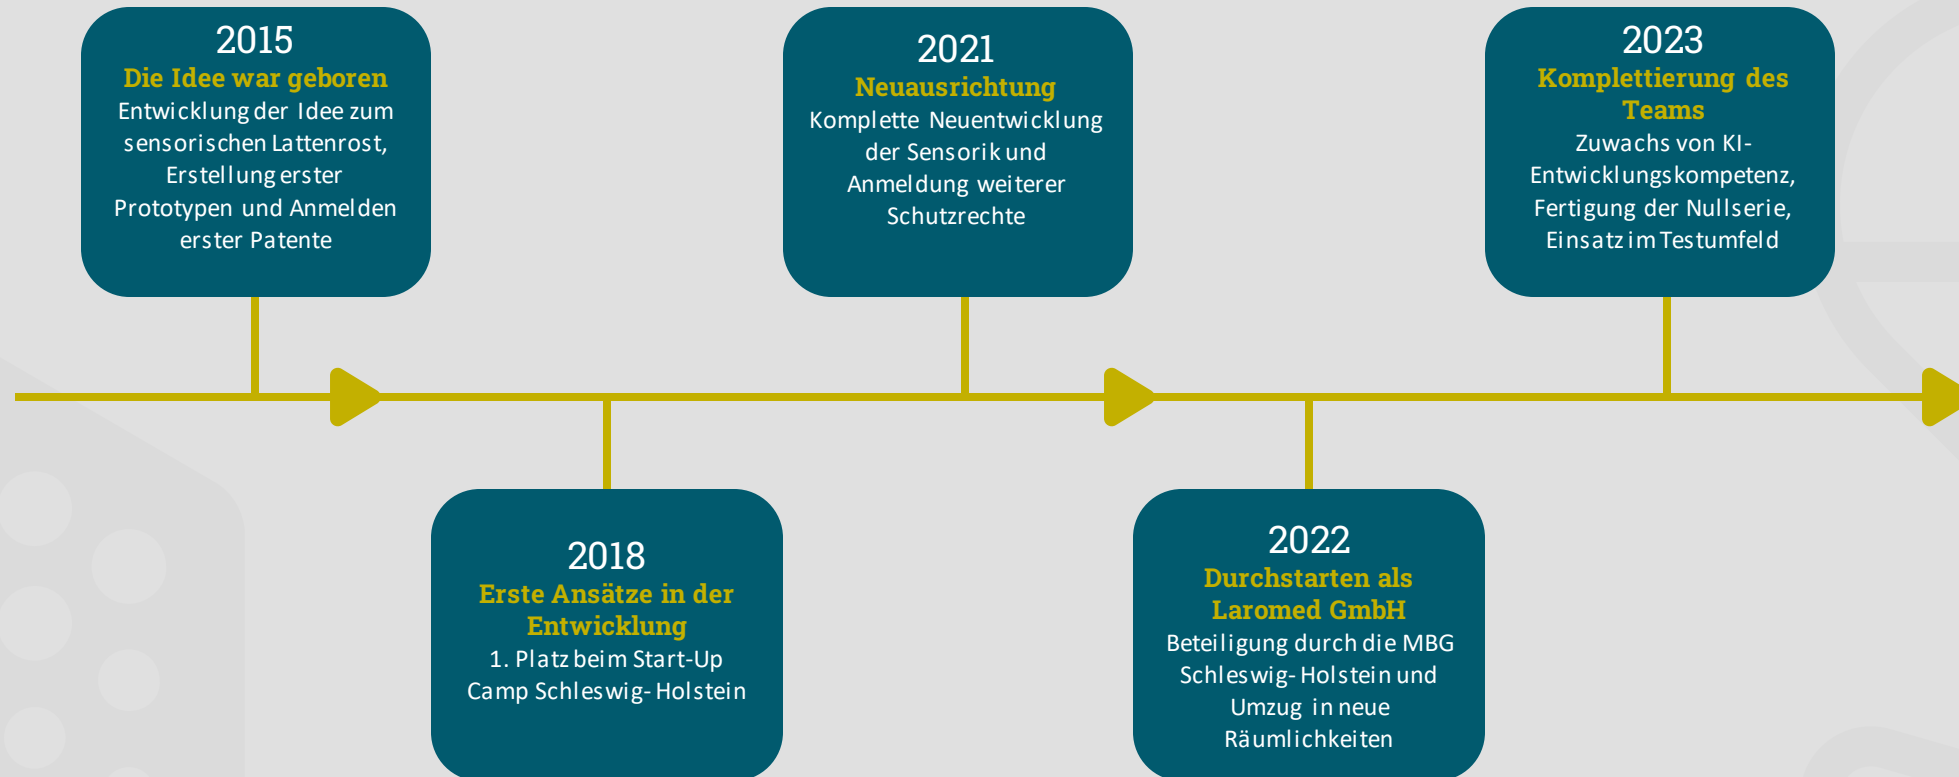 2015
Die Idee war geboren
Entwicklung der Idee zum
sensorischen Lattenrost,
Erstellung erster
Prototypen und Anmelden
erster Patente
2018
Erste Ansätze in der
Entwicklung
1. Platz beim Start-Up
Camp Schleswig-Holstein
2021
Neuausrichtung
Komplette Neuentwicklung
der Sensorik und
Anmeldung weiterer
Schutzrechte
2022
Durchstarten als
Laromed GmbH
Beteiligung durch die MBG
Schleswig-Holstein und
Umzug in neue
Räumlichkeiten
2023
Komplettierung des
Teams
Zuwachs von KI-
Entwicklungskompetenz,
Fertigung der Nullserie,
Einsatz im Testumfeld